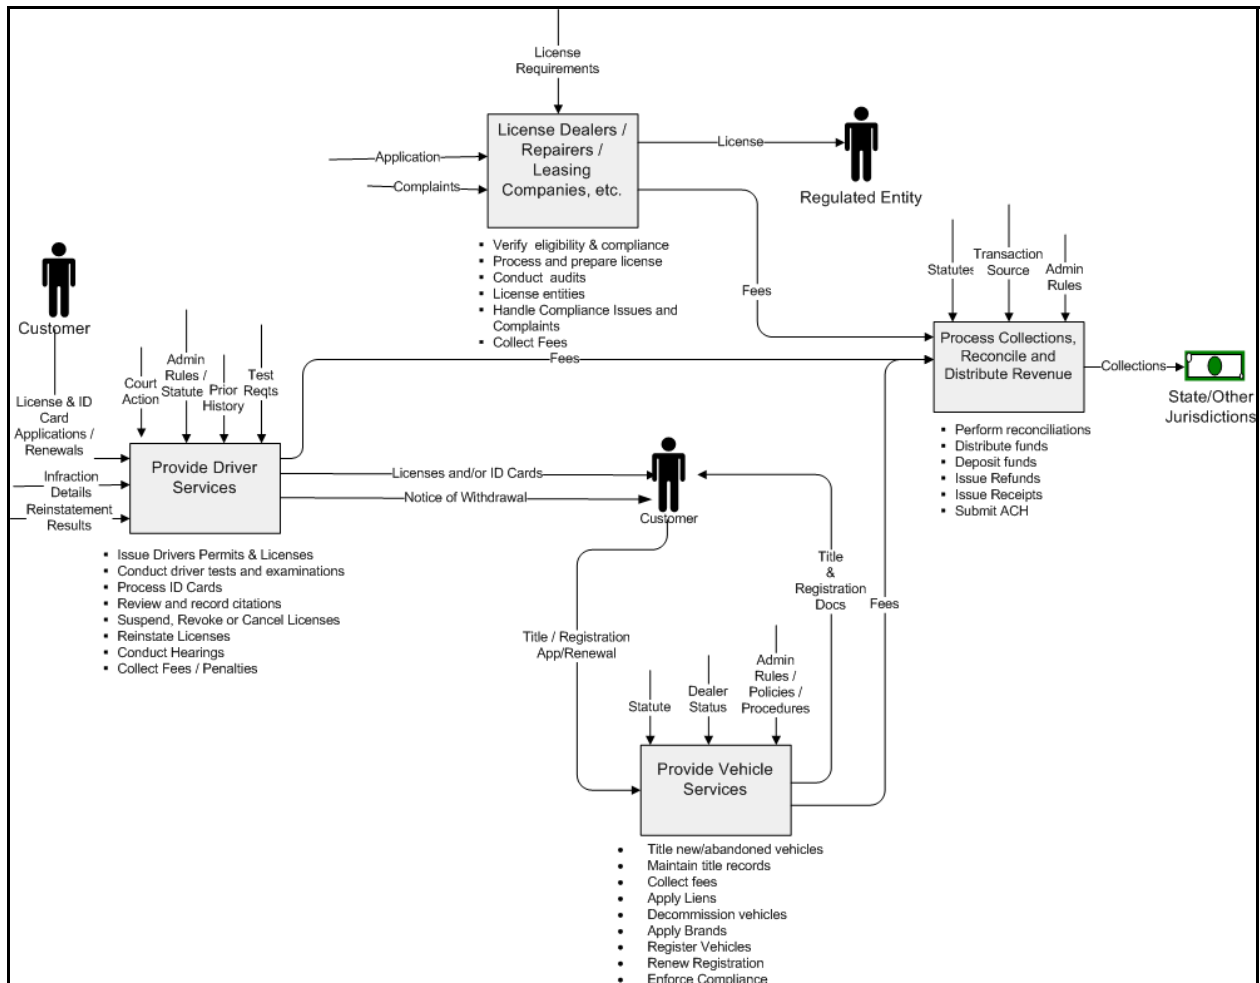 License
Requirements
License Dealers /
Repairers /
Leasing
Companies, etc.
Application
Complaints
License
Regulated Entity
▪ Verify eligibility & compliance
▪ Process and prepare license
▪ Conduct audits
▪ License entities
▪ Handle Compliance Issues and
Complaints
▪ Collect Fees
Fees
Statutes
Transaction
Source
Admin
Rules
Process Collections,
Reconcile and
Distribute Revenue
Collections
State/Other
Jurisdictions
▪ Perform reconciliations
▪ Distribute funds
▪ Deposit funds
▪ Issue Refunds
▪ Issue Receipts
▪ Submit ACH
Customer
License & ID
Card
Applications /
Renewals
Infraction
Details
Reinstatement
Results
Court
Action
Admin
Rules /
Statute
Prior
History
Test
Reqts
Fees
Provide Driver
Services
Licenses and/or ID Cards
Notice of Withdrawal
Customer
▪ Issue Drivers Permits & Licenses
▪ Conduct driver tests and examinations
▪ Process ID Cards
▪ Review and record citations
▪ Suspend, Revoke or Cancel Licenses
▪ Reinstate Licenses
▪ Conduct Hearings
▪ Collect Fees / Penalties
Title / Registration
App/Renewal
Title
&
Registration
Docs
Fees
Statute
Dealer
Status
Admin
Rules /
Policies /
Procedures
Provide Vehicle
Services
• Title new/abandoned vehicles
• Maintain title records
• Collect fees
• Apply Liens
• Decommission vehicles
• Apply Brands
• Register Vehicles
• Renew Registration
• Enforce Compliance